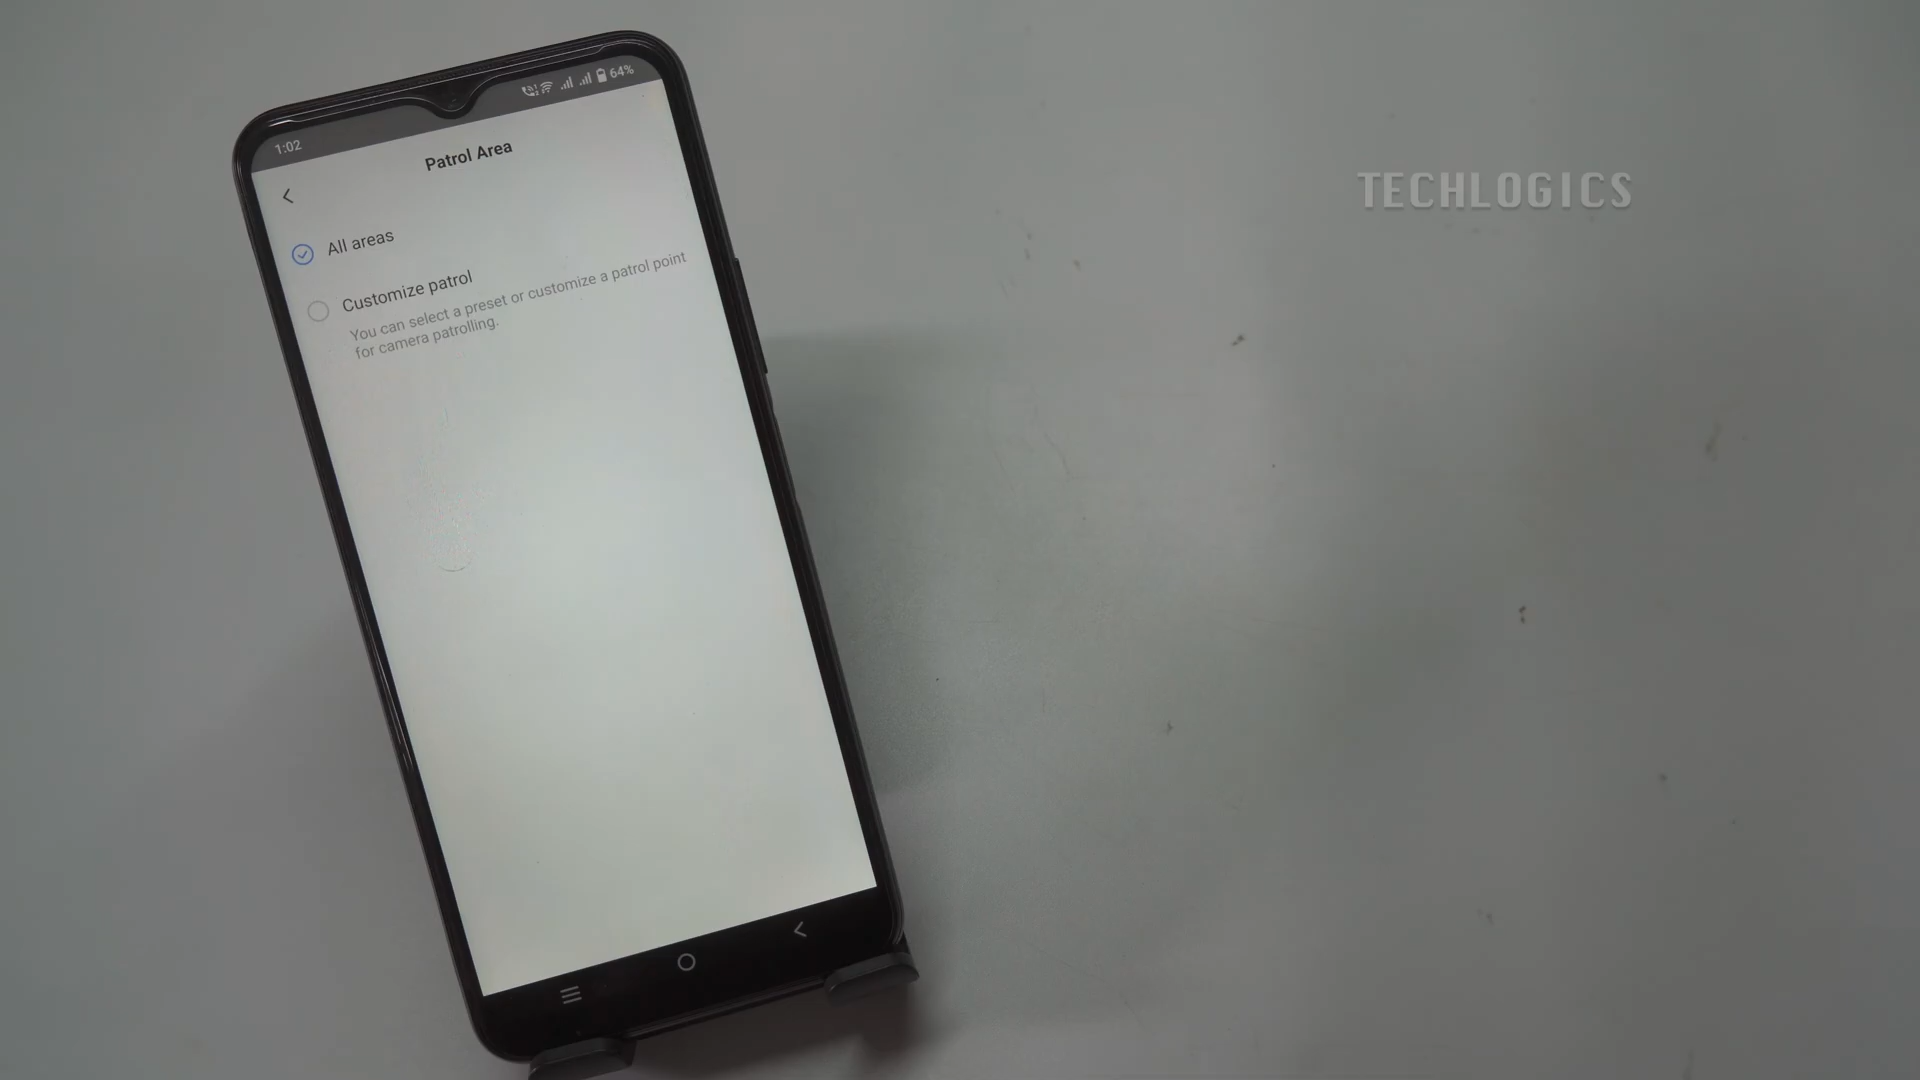 1:02
64%
Patrol Area
All areas
Customize patrol
You can select a preset or customize a patrol point
for camera patrolling.
TECHLOGICS